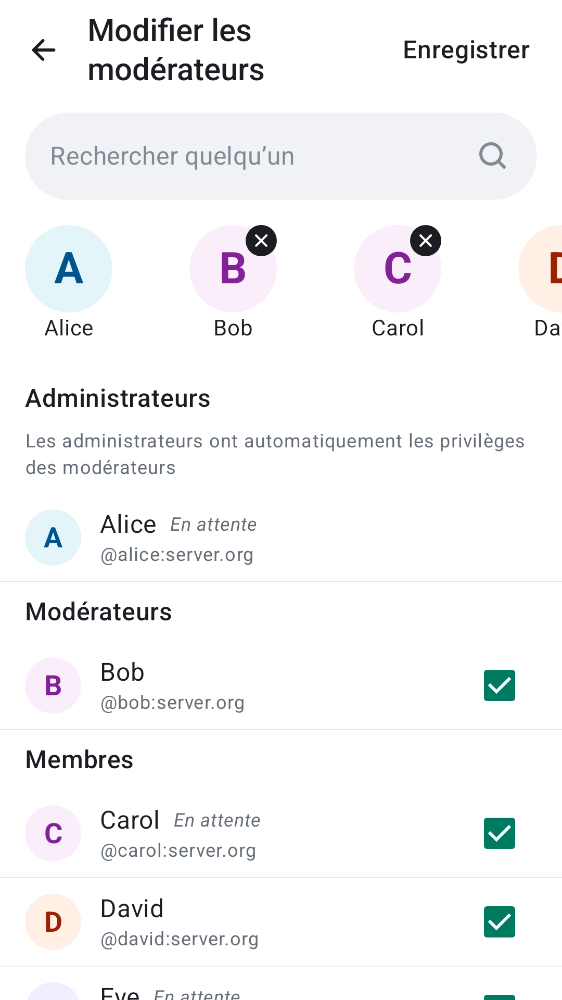 Modifier les
modérateurs
Enregistrer
Rechercher quelqu’un
A
B
C
D
Alice
Bob
Carol
Da
Administrateurs
Les administrateurs ont automatiquement les privilèges
des modérateurs
A
Alice En attente
@alice:server.org
Modérateurs
B
Bob
@bob:server.org
Membres
C
Carol En attente
@carol:server.org
D
David
@david:server.org
Eve En attente